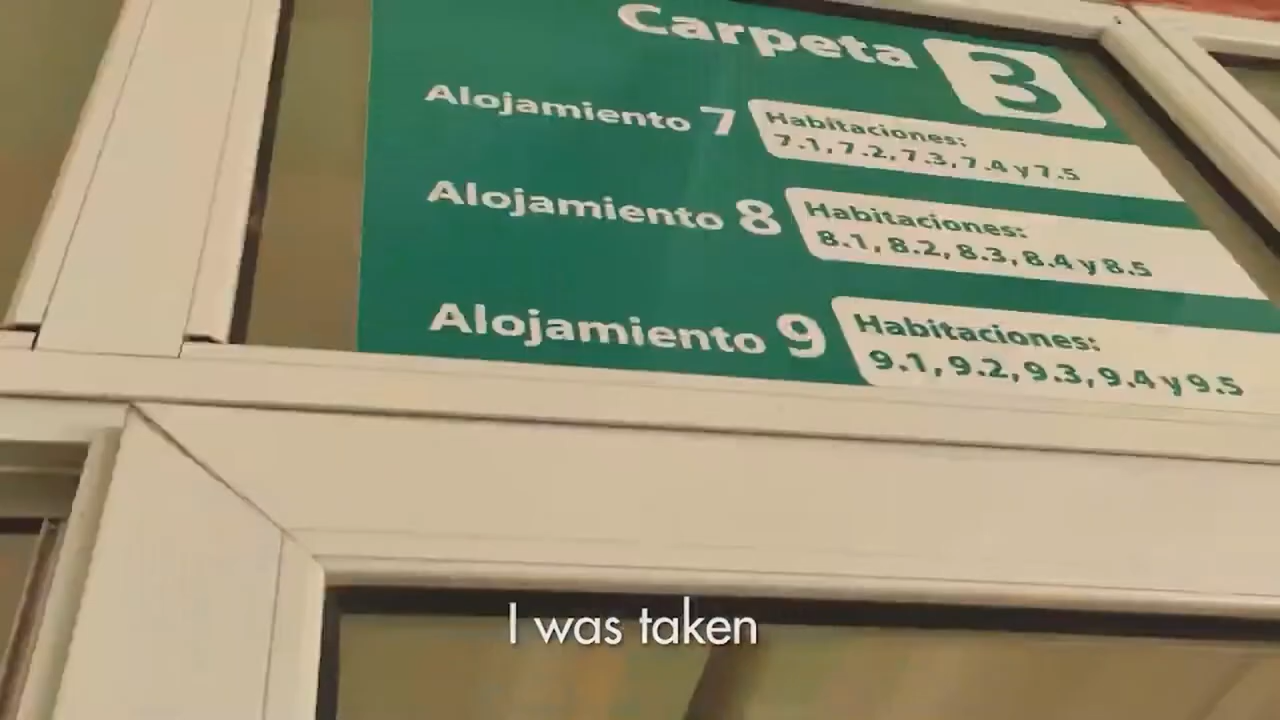 Carpeta 3
Alojamiento 7
Habitaciones:
7.1, 7.2, 7.3, 7.4 y 7.5
Alojamiento 8
Habitaciones:
8.1, 8.2, 8.3, 8.4 y 8.5
Alojamiento 9
Habitaciones:
9.1, 9.2, 9.3, 9.4 y 9.5
I was taken